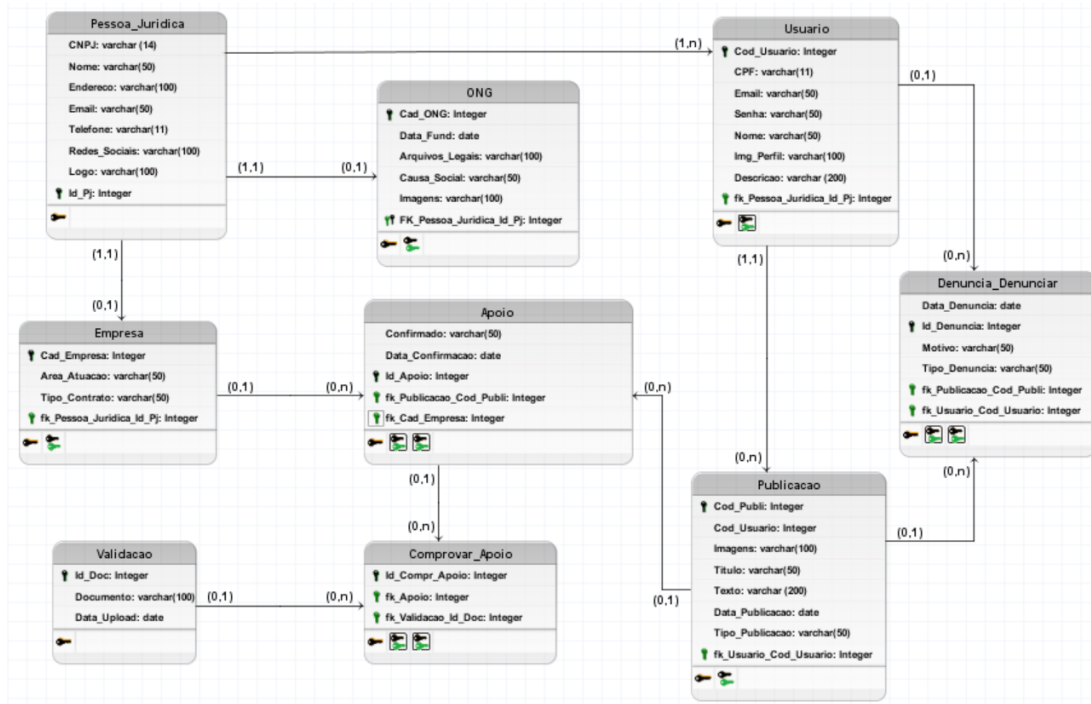 Pessoa_Juridica
CNPJ: varchar (14)
Nome: varchar(50)
Endereco: varchar(100)
Email: varchar(50)
Telefone: varchar(11)
Redes_Sociais: varchar(100)
Logo: varchar(100)
Id_Pj: Integer
(1,n)
(1,1)
(0,1)
(1,1)
(0,1)
ONG
Cad_ONG: Integer
Data_Fund: date
Arquivos_Legais: varchar(100)
Causa_Social: varchar(50)
Imagens: varchar(100)
FK_Pessoa_Juridica_Id_Pj: Integer
Usuario
Cod_Usuario: Integer
CPF: varchar(11)
Email: varchar(50)
Senha: varchar(50)
Nome: varchar(50)
Img_Perfil: varchar(100)
Descricao: varchar (200)
fk_Pessoa_Juridica_Id_Pj: Integer
(0,1)
(0,n)
(1,1)
(0,n)
Empresa
Cad_Empresa: Integer
Area_Atuacao: varchar(50)
Tipo_Contrato: varchar(50)
fk_Pessoa_Juridica_Id_Pj: Integer
(0,1)
(0,n)
Apoio
Confirmado: varchar(50)
Data_Confirmacao: date
Id_Apoio: Integer
fk_Publicacao_Cod_Publi: Integer
fk_Cad_Empresa: Integer
(0,n)
(0,1)
(0,1)
(0,n)
Denuncia_Denunciar
Data_Denuncia: date
Id_Denuncia: Integer
Motivo: varchar(50)
Tipo_Denuncia: varchar(50)
fk_Publicacao_Cod_Publi: Integer
fk_Usuario_Cod_Usuario: Integer
(0,n)
(0,1)
Validacao
Id_Doc: Integer
Documento: varchar(100)
Data_Upload: date
(0,1)
(0,n)
Comprovar_Apoio
Id_Compr_Apoio: Integer
fk_Apoio: Integer
fk_Validacao_Id_Doc: Integer
Publicacao
Cod_Publi: Integer
Cod_Usuario: Integer
Imagens: varchar(100)
Titulo: varchar(50)
Texto: varchar (200)
Data_Publicacao: date
Tipo_Publicacao: varchar(50)
fk_Usuario_Cod_Usuario: Integer